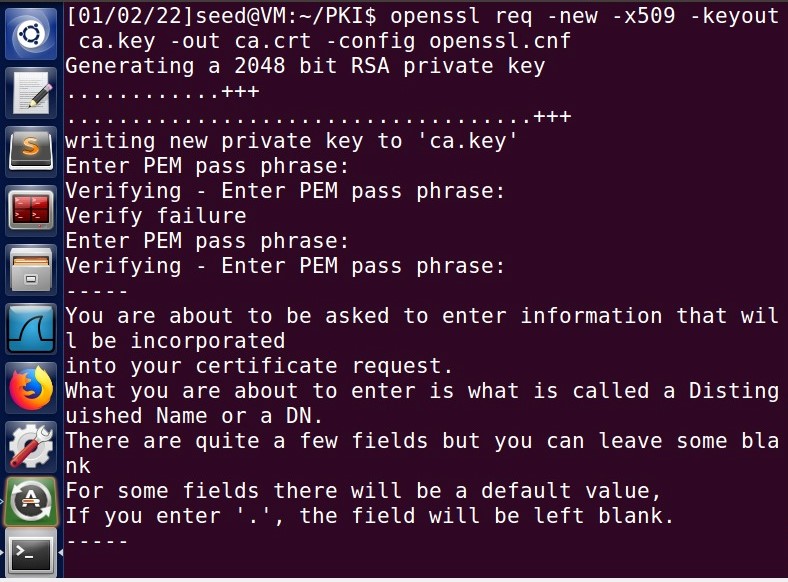 [01/02/22]seed@VM:~/PKI$ openssl req -new -x509 -keyout
 ca.key -out ca.crt -config openssl.cnf
Generating a 2048 bit RSA private key
............+++
....................................+++
writing new private key to 'ca.key'
Enter PEM pass phrase:
Verifying - Enter PEM pass phrase:
Verify failure
Enter PEM pass phrase:
Verifying - Enter PEM pass phrase:
-----
You are about to be asked to enter information that wil
l be incorporated
into your certificate request.
What you are about to enter is what is called a Disting
uished Name or a DN.
There are quite a few fields but you can leave some bla
nk
For some fields there will be a default value,
If you enter '.', the field will be left blank.
-----